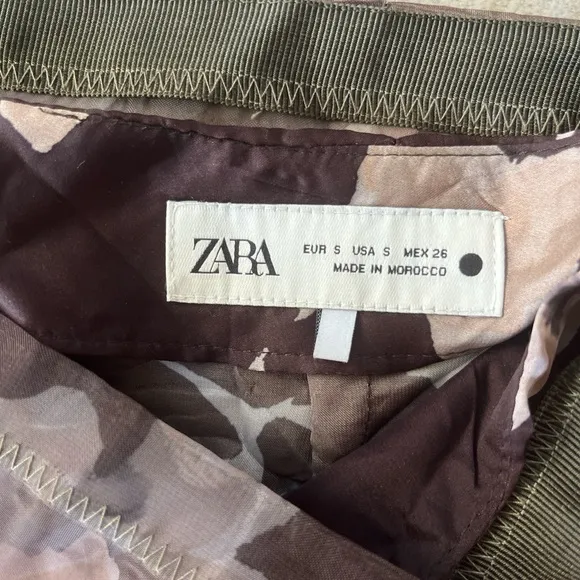 ZARA
EUR S USA S MEX 26
MADE IN MOROCCO